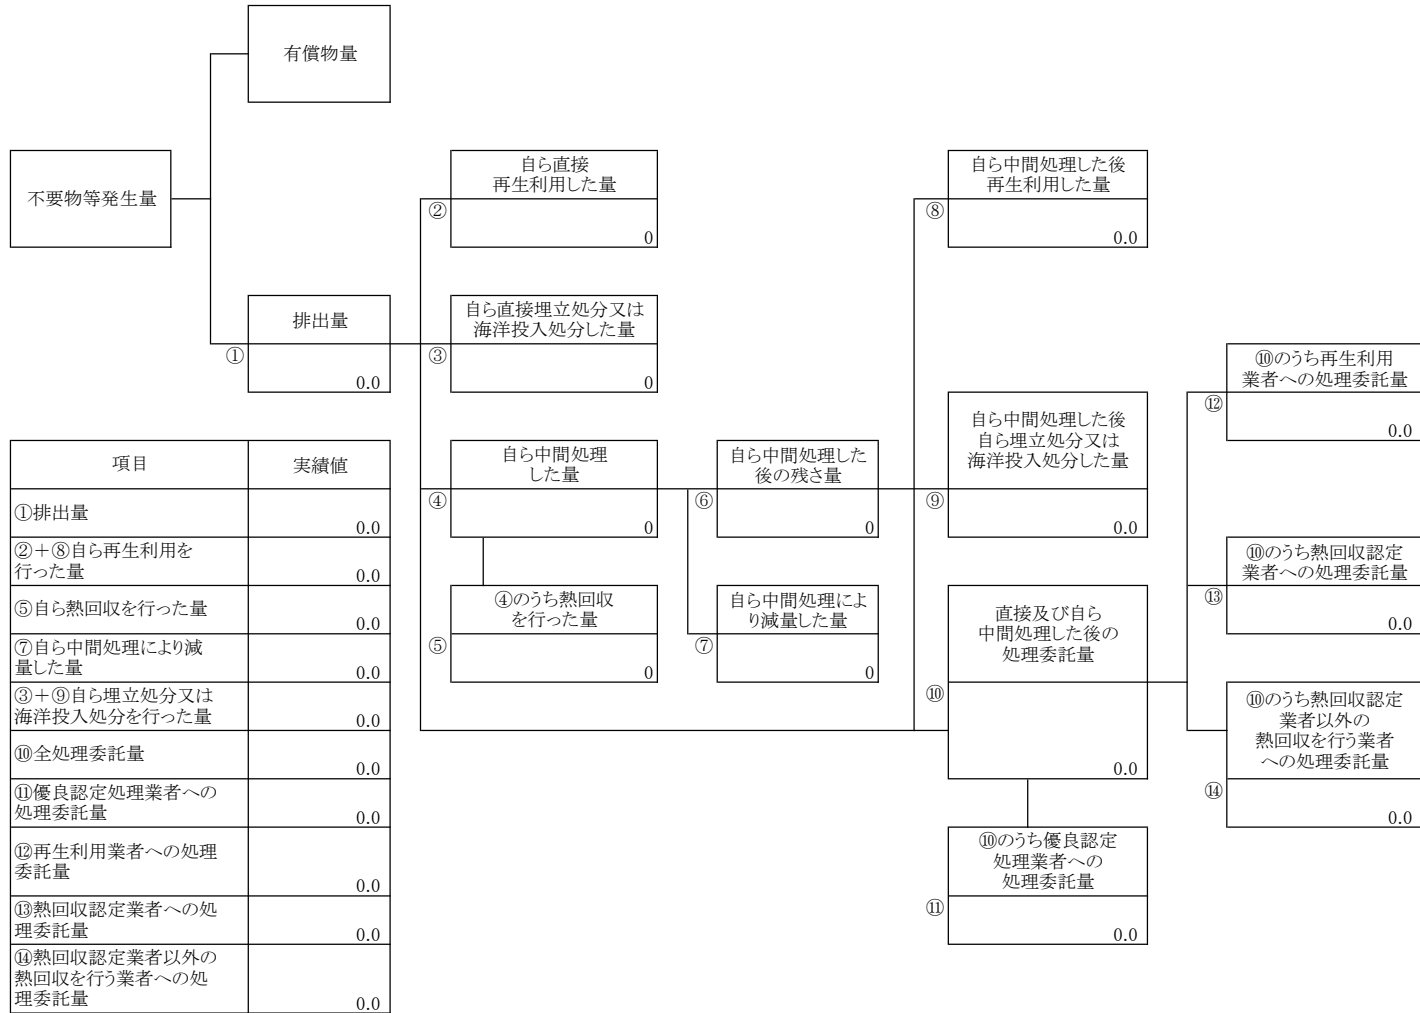 有償物量
不要物等発生量
自ら直接
再生利用した量
②
0
自ら中間処理した後
再生利用した量
⑧
0.0
排出量
①
0.0
自ら直接埋立処分又は
海洋投入処分した量
③
0
⑩のうち再生利用
業者への処理委託量
⑫
0.0
自ら中間処理
した量
④
0
自ら中間処理した
後の残さ量
⑥
0
自ら中間処理した後
自ら埋立処分又は
海洋投入処分した量
⑨
0.0
⑩のうち熱回収認定
業者への処理委託量
⑬
0.0
④のうち熱回収
を行った量
⑤
0
自ら中間処理によ
り減量した量
⑦
0
直接及び自ら
中間処理した後の
処理委託量
⑩
0.0
⑩のうち熱回収認定
業者以外の
熱回収を行う業者
への処理委託量
⑭
0.0
⑩のうち優良認定
処理業者への
処理委託量
⑪
0.0
項目
実績値
①排出量
0.0
②+⑧自ら再生利用を
行った量
0.0
⑤自ら熱回収を行った量
0.0
⑦自ら中間処理により減
量した量
0.0
③+⑨自ら埋立処分又は
海洋投入処分を行った量
0.0
⑩全処理委託量
0.0
⑪優良認定処理業者への
処理委託量
0.0
⑫再生利用業者への処理
委託量
0.0
⑬熱回収認定業者への処
理委託量
0.0
⑭熱回収認定業者以外の
熱回収を行う業者への処
理委託量
0.0